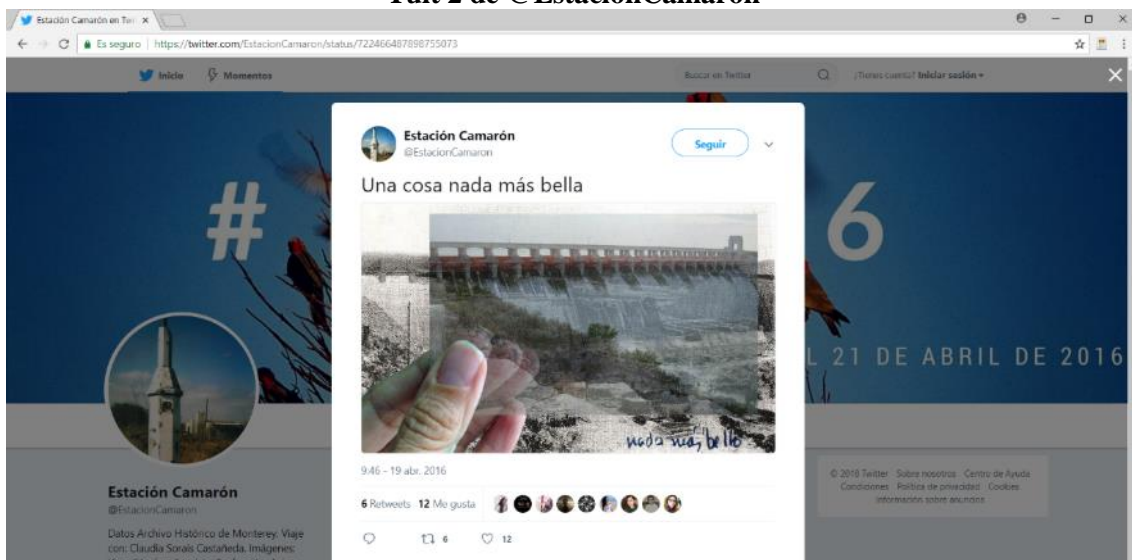 Tuit 2 de @EstacionCamaron
Estación Camarón en Twi
Es seguro | https://twitter.com/EstacionCamaron/status/722466487898755073
Inicio Momentos Buscar en Twitter ¿Tienes cuenta? Iniciar sesión
Estación Camarón
@EstacionCamaron
Seguir
Una cosa nada más bella
# 6
L 21 DE ABRIL DE 2016
nada más bello
9:46 - 19 abr. 2016
6 Retweets 12 Me gusta
6 12
Estación Camarón
@EstacionCamaron
Datos Archivo Histórico de Monterey. Viaje
con: Claudia Sorais Castañeda. Imágenes:
© 2018 Twitter Sobre nosotros Centro de Ayuda
Condiciones Política de privacidad Cookies
Información sobre anuncios